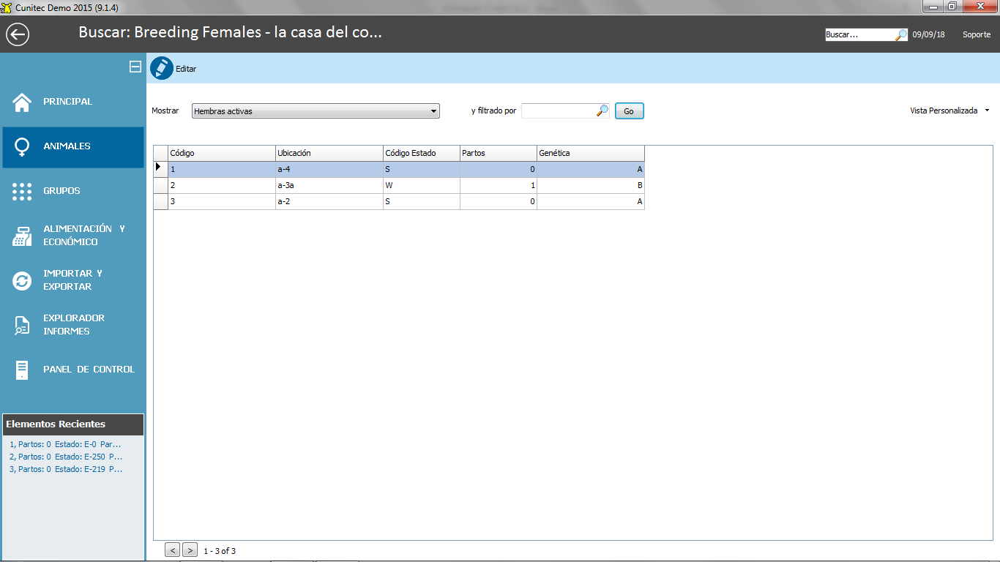 Cunitec Demo 2015 (9.1.4)
Buscar: Breeding Females - la casa del co...
Buscar...
09/09/18
Soporte
Editar
PRINCIPAL
ANIMALES
GRUPOS
ALIMENTACIÓN Y
ECONÓMICO
IMPORTAR Y
EXPORTAR
EXPLORADOR
INFORMES
PANEL DE CONTROL
Elementos Recientes
1, Partos: 0 Estado: E-0 Par...
2, Partos: 0 Estado: E-250 P...
3, Partos: 0 Estado: E-219 P...
Mostrar Hembras activas y filtrado por Go Vista Personalizada
Código Ubicación Código Estado Partos Genética
1 a-4 S 0 A
2 a-3a W 1 B
3 a-2 S 0 A
< > 1 - 3 of 3